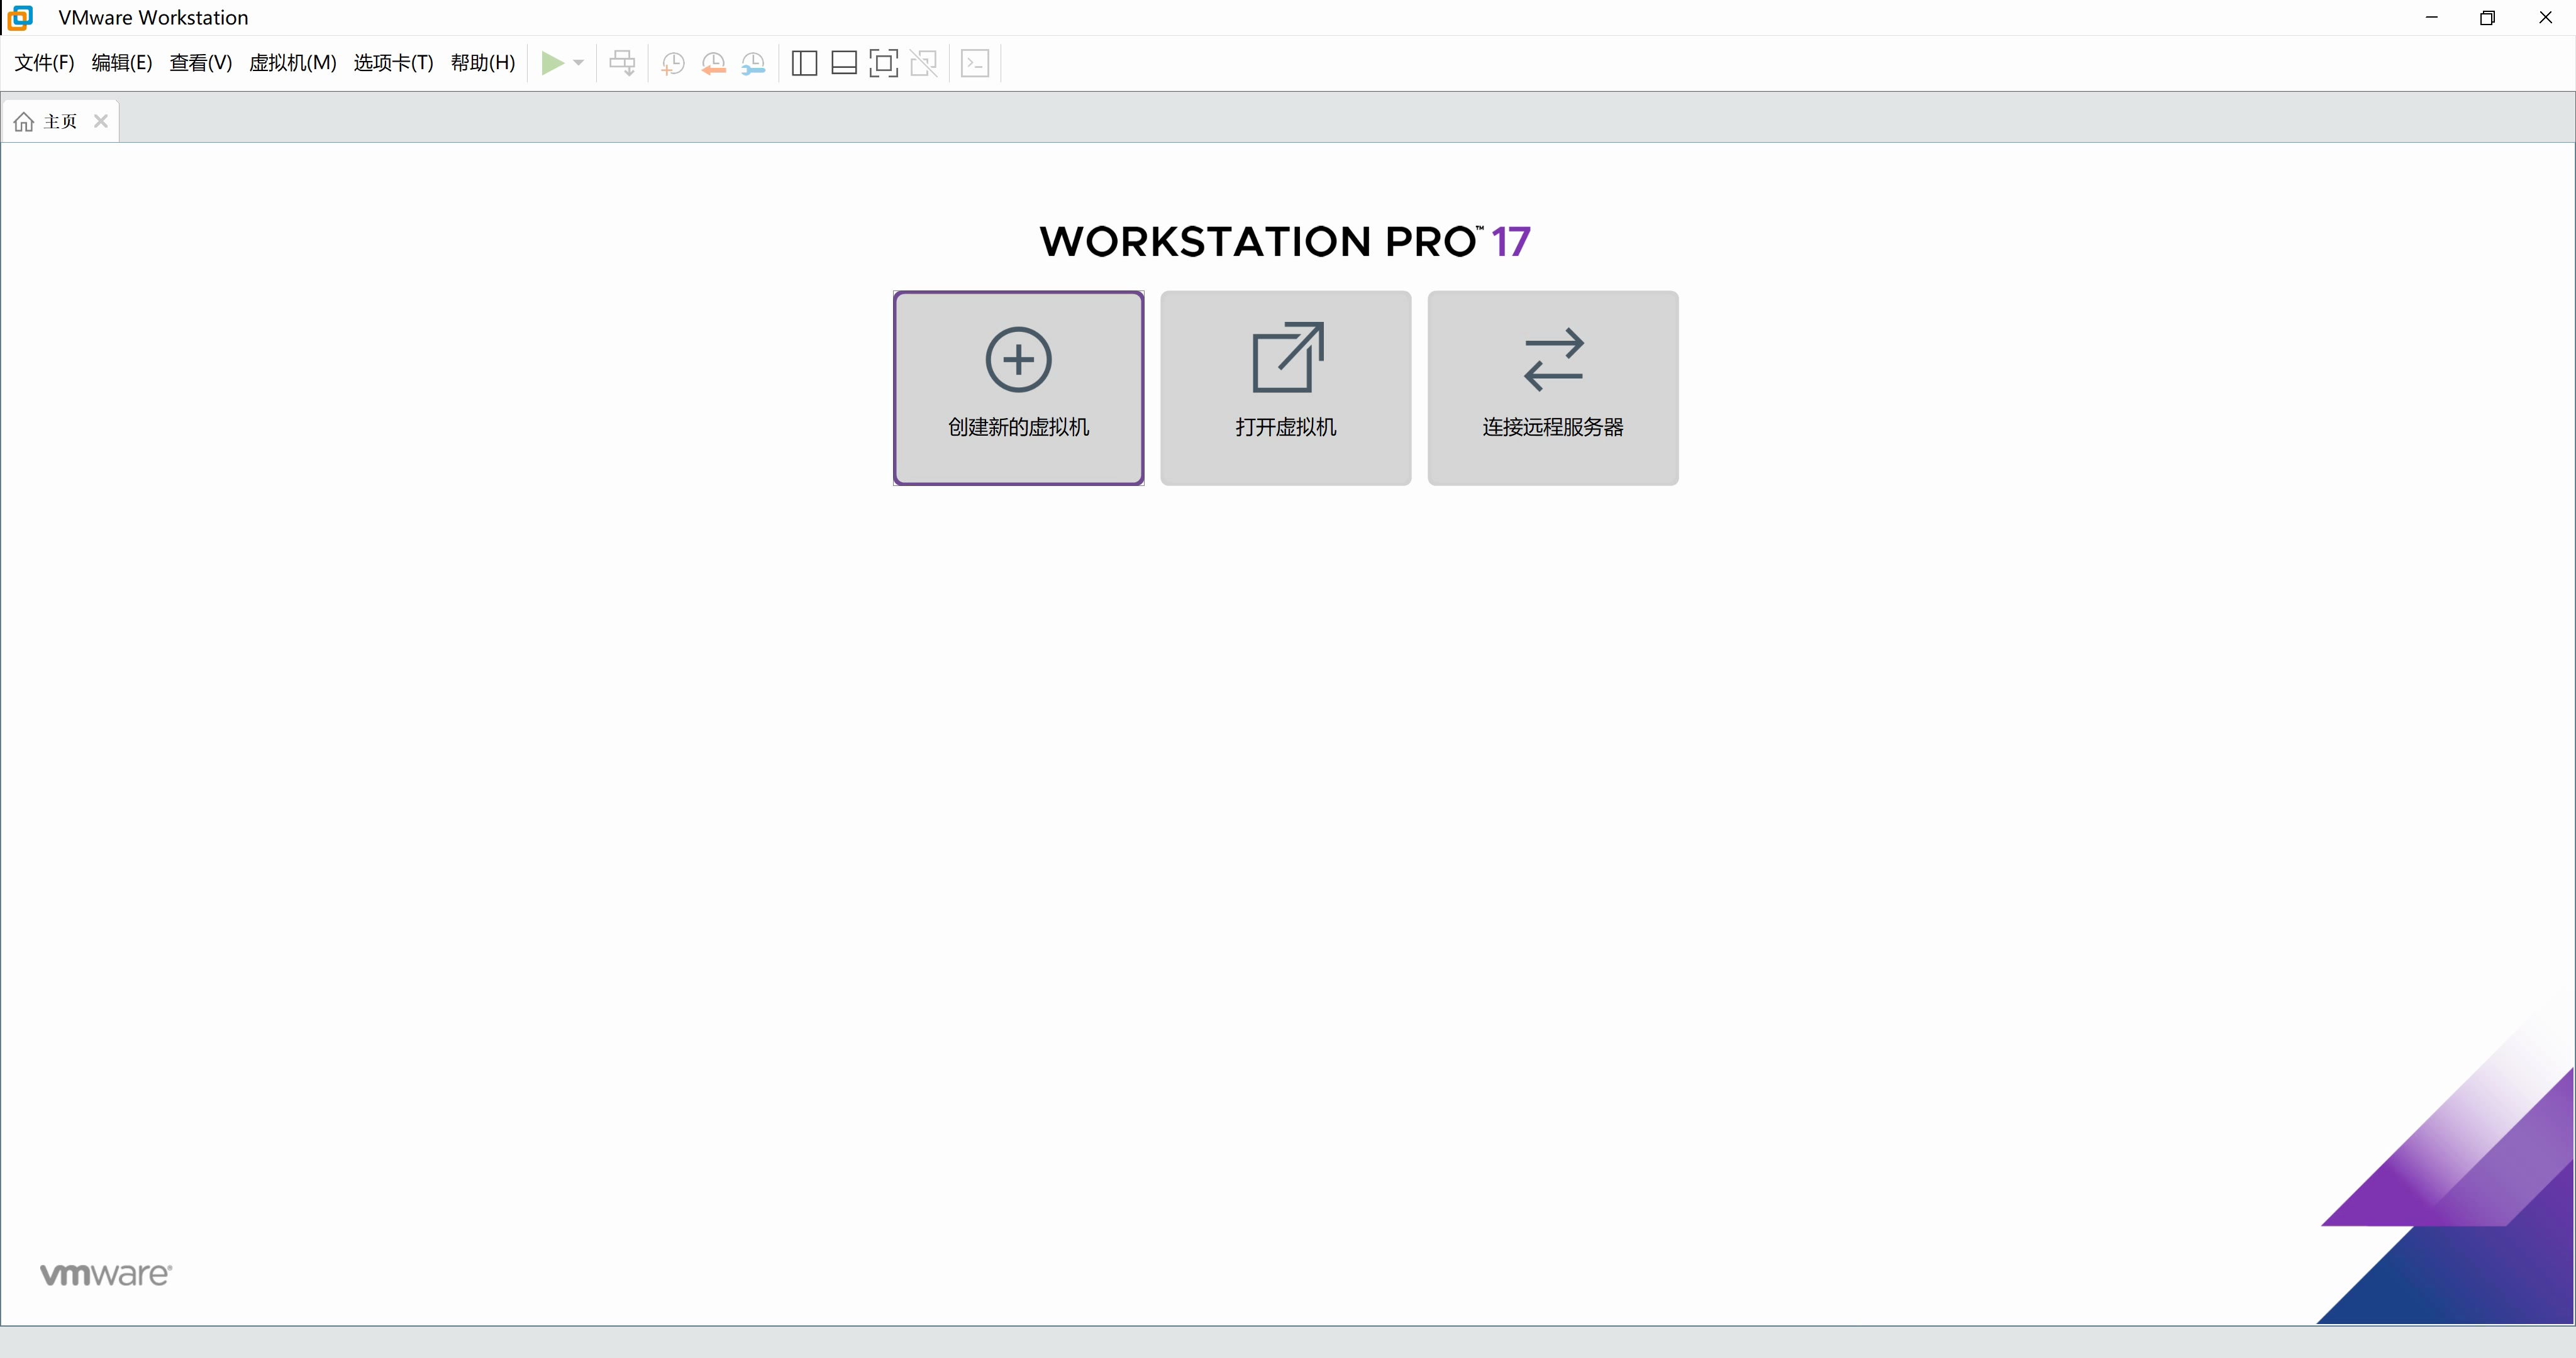 VMware Workstation
文件(F) 编辑(E) 查看(V) 虚拟机(M) 选项卡(T) 帮助(H)
主页
WORKSTATION PRO™ 17
创建新的虚拟机 打开虚拟机 连接远程服务器
vmware®